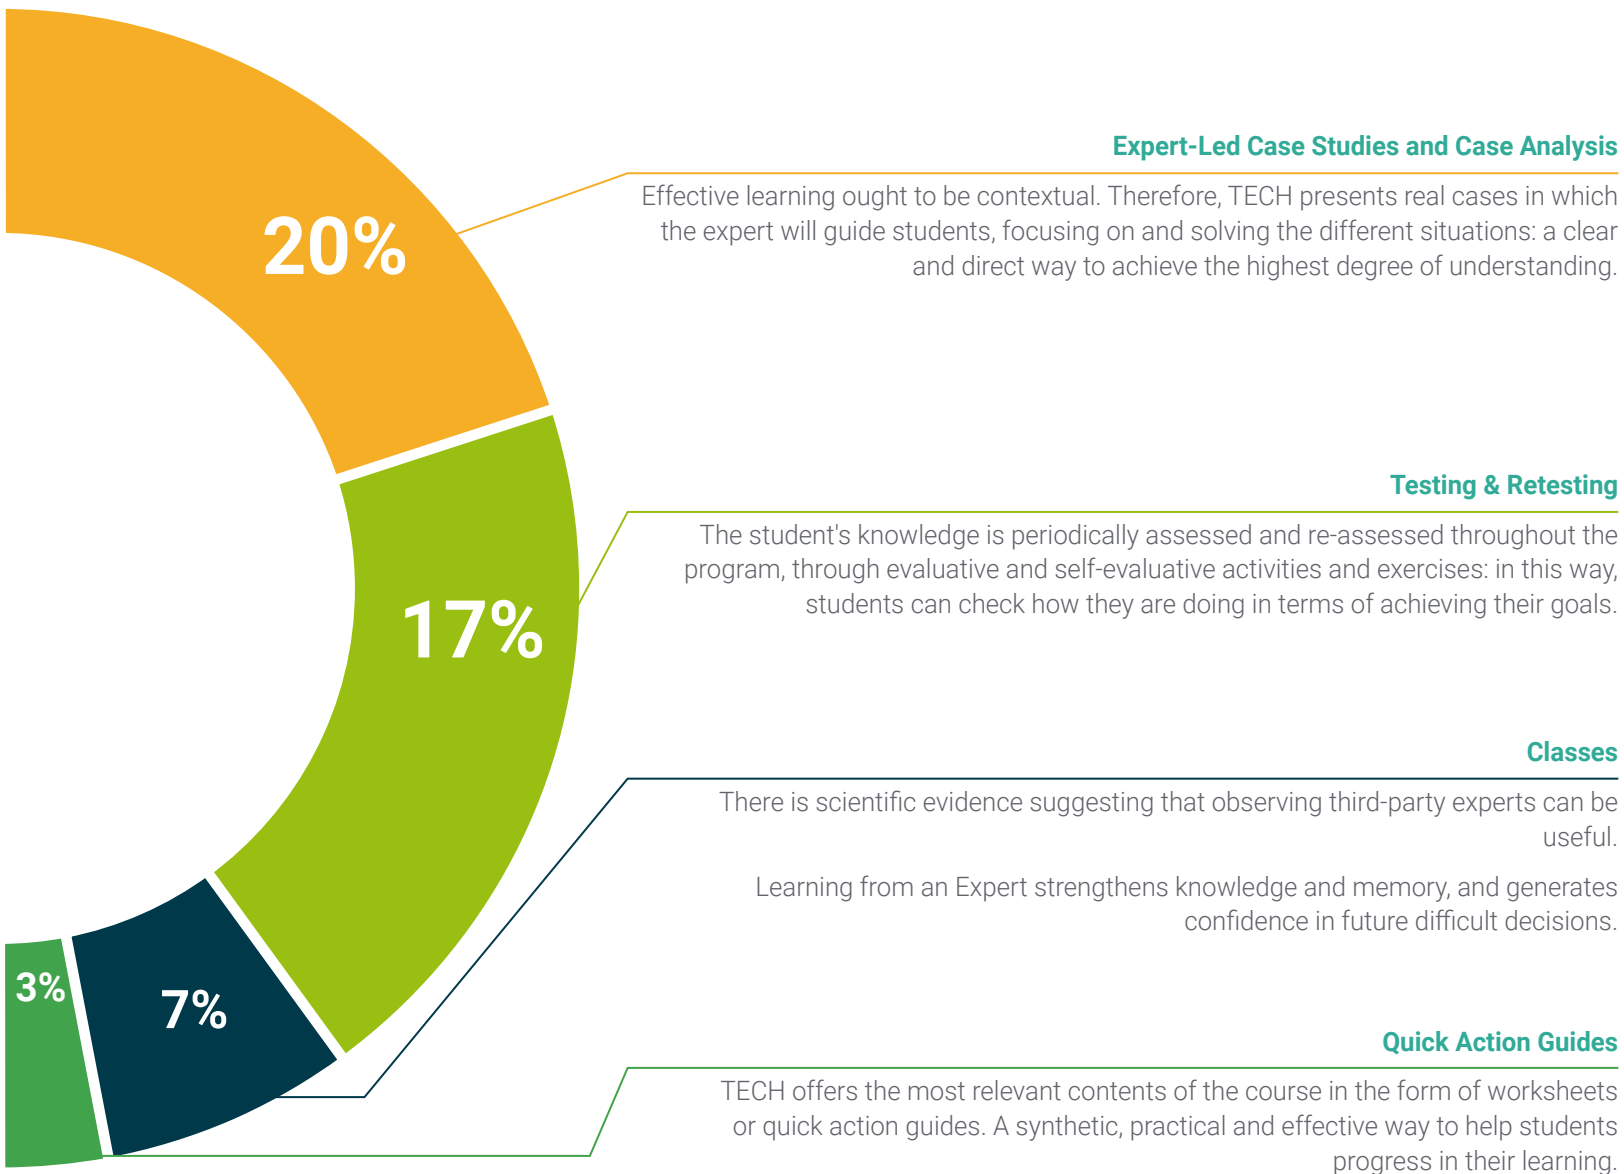 20%
Expert-Led Case Studies and Case Analysis
Effective learning ought to be contextual. Therefore, TECH presents real cases in which
the expert will guide students, focusing on and solving the different situations: a clear
and direct way to achieve the highest degree of understanding.
17%
Testing & Retesting
The student's knowledge is periodically assessed and re-assessed throughout the
program, through evaluative and self-evaluative activities and exercises: in this way,
students can check how they are doing in terms of achieving their goals.
7%
Classes
There is scientific evidence suggesting that observing third-party experts can be
useful.
Learning from an Expert strengthens knowledge and memory, and generates
confidence in future difficult decisions.
3%
Quick Action Guides
TECH offers the most relevant contents of the course in the form of worksheets
or quick action guides. A synthetic, practical and effective way to help students
progress in their learning.